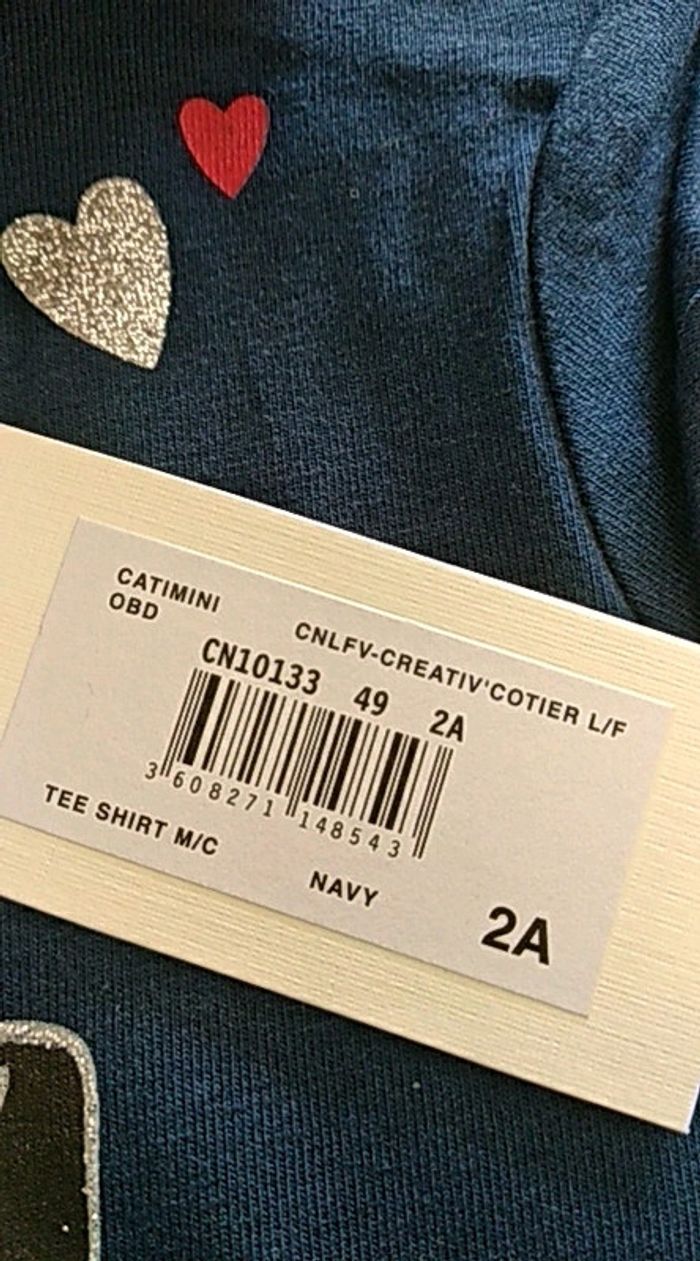 CATIMINI
OBD
CNLFV-CREATIV'COTIER L/F
CN10133 49 2A
3 608271 148543
TEE SHIRT M/C
NAVY
2A